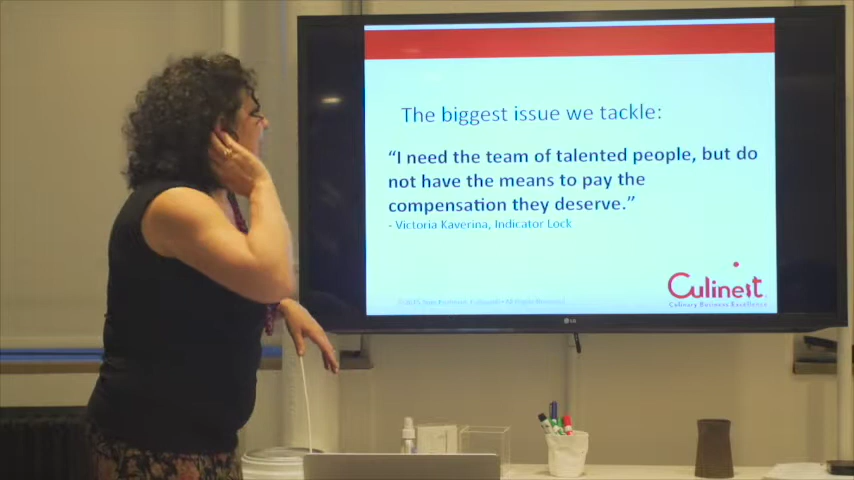 The biggest issue we tackle:
“I need the team of talented people, but do
not have the means to pay the
compensation they deserve.”
- Victoria Kaverina, Indicator Lock
Culinest
Culinary Business Excellence
LG